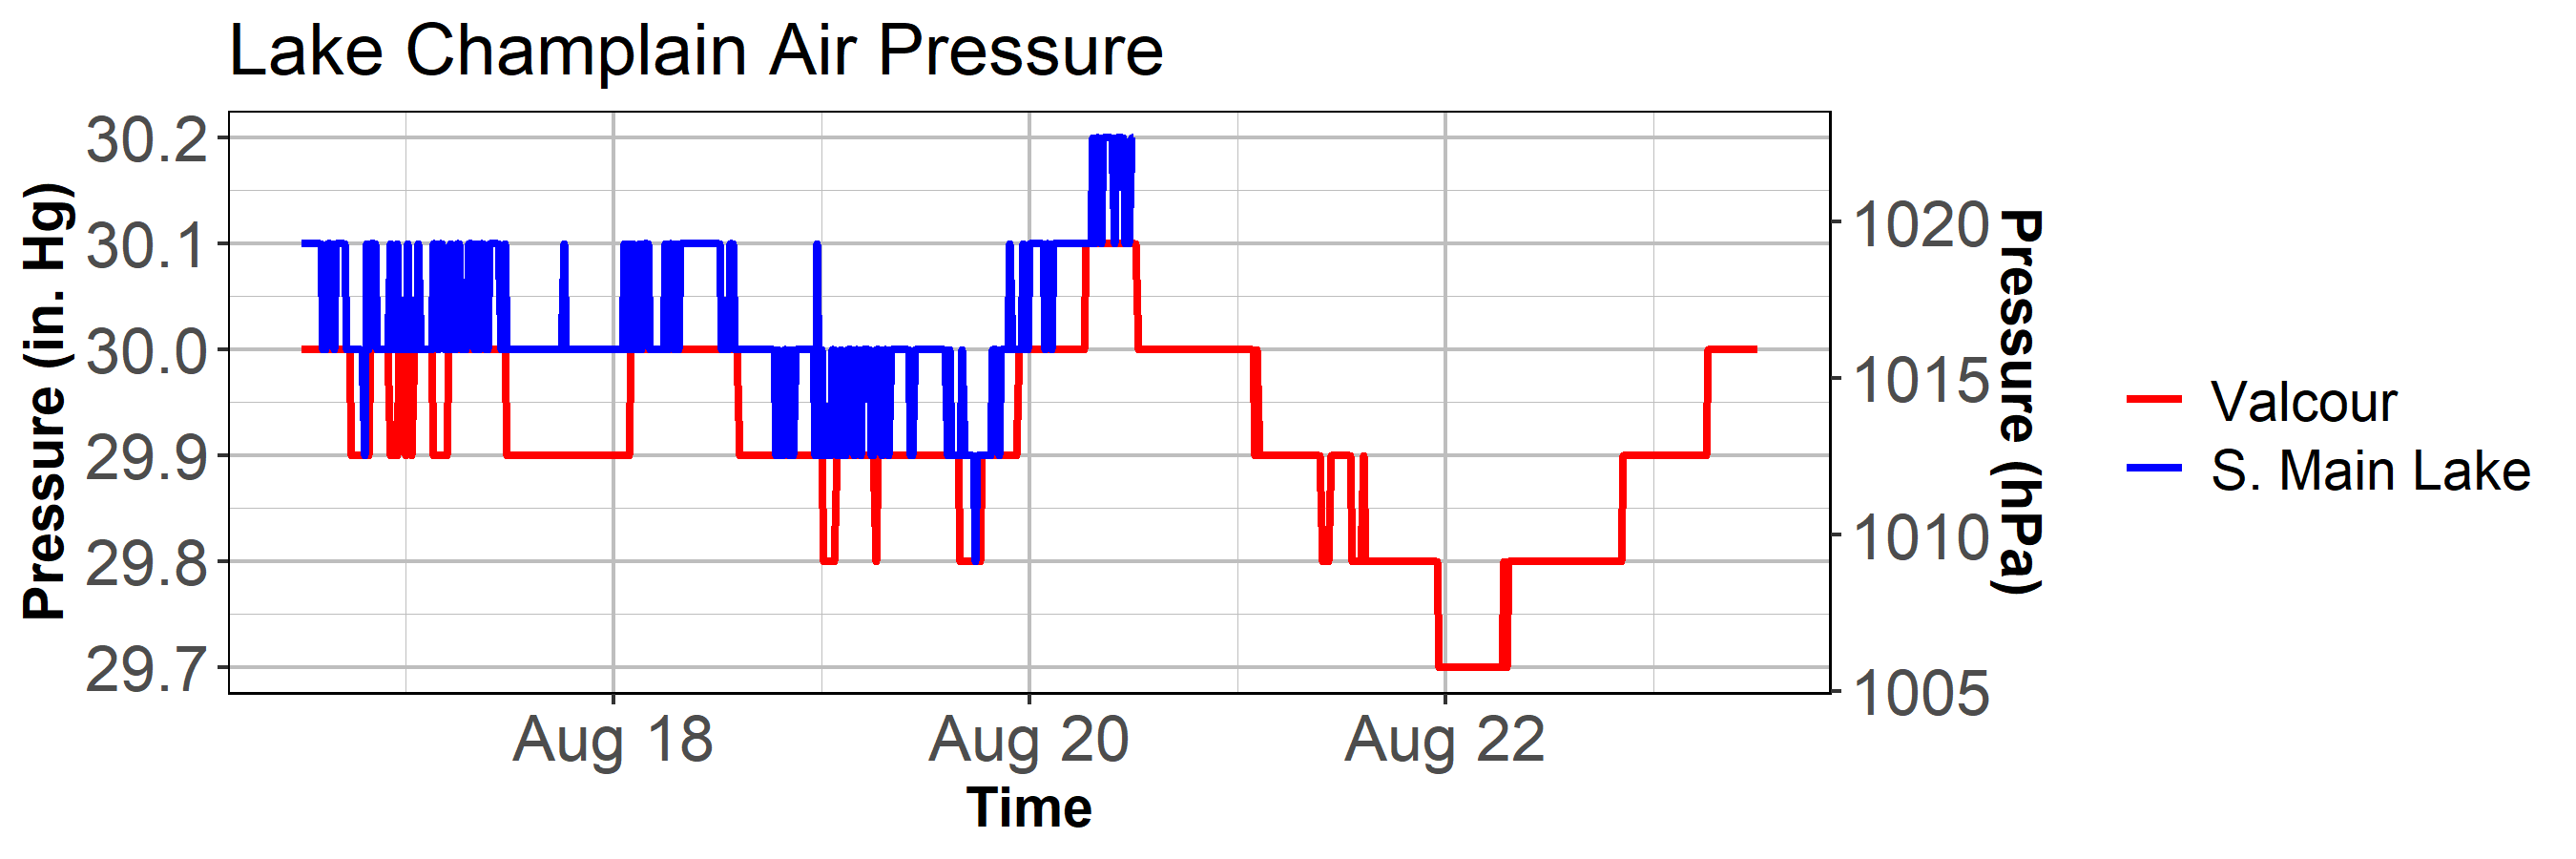 Lake Champlain Air Pressure
30.2
30.1
30.0
29.9
29.8
29.7
Pressure (in. Hg)
1020
1015
1010
1005
Pressure (hPa)
Aug 18
Aug 20
Aug 22
Time
Valcour
S. Main Lake